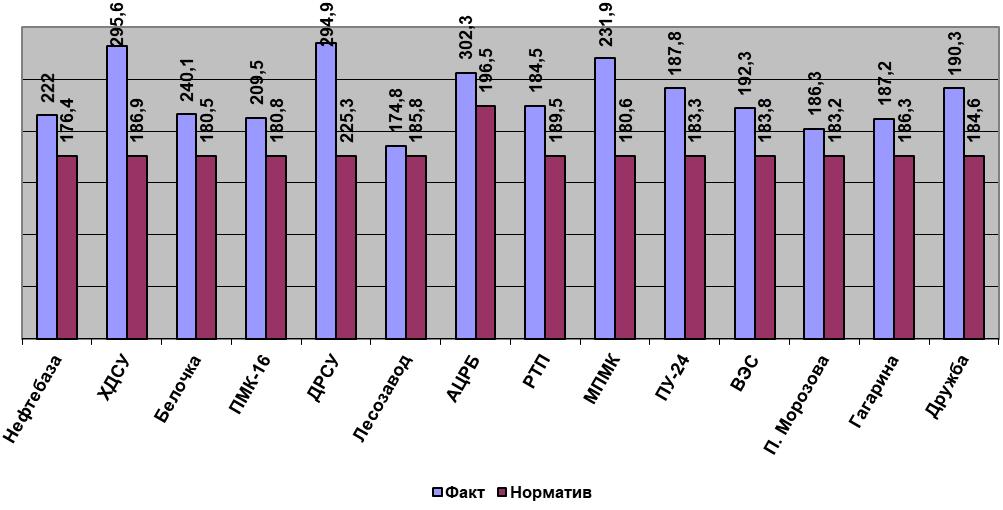 222
176,4
295,6
186,9
240,1
180,5
209,5
180,8
294,9
225,3
174,8
185,8
302,3
196,5
184,5
189,5
231,9
180,6
187,8
183,3
192,3
183,8
186,3
183,2
187,2
186,3
190,3
184,6
Нефтебаза
ХДСУ
Белочка
ПМК-16
ДРСУ
Лесозавод
АЦРБ
РТП
МПМК
ПУ-24
ВЭС
П. Морозова
Гагарина
Дружба
Факт Норматив